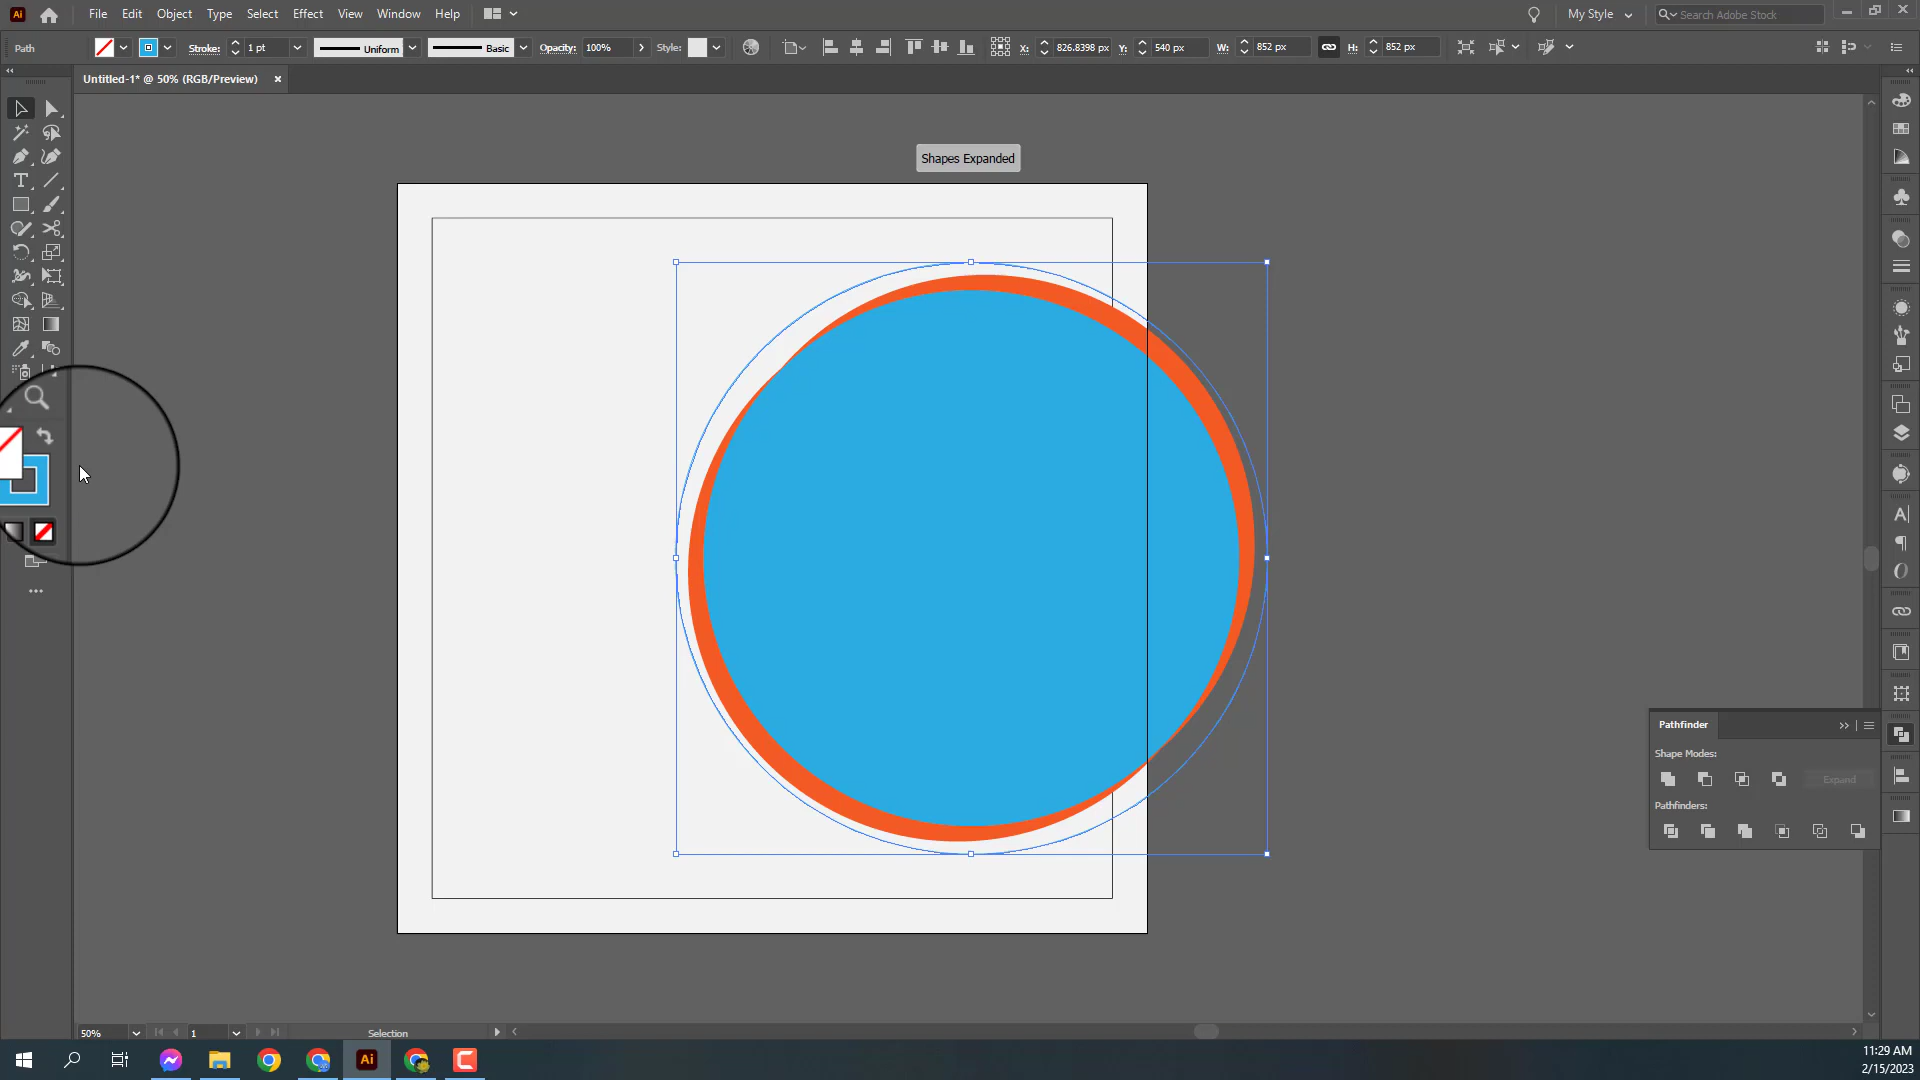 Ai File Edit Object Type Select Effect View Window Help My Style Search Adobe Stock
Path Stroke: 1 pt Uniform Basic Opacity: 100% Style: X: 826.8398 px Y: 540 px W: 852 px H: 852 px
Untitled-1* @ 50% (RGB/Preview) ×
Shapes Expanded
Pathfinder
Shape Modes:
Expand
Pathfinders:
50% 1 Selection
Ai
11:29 AM
2/15/2023